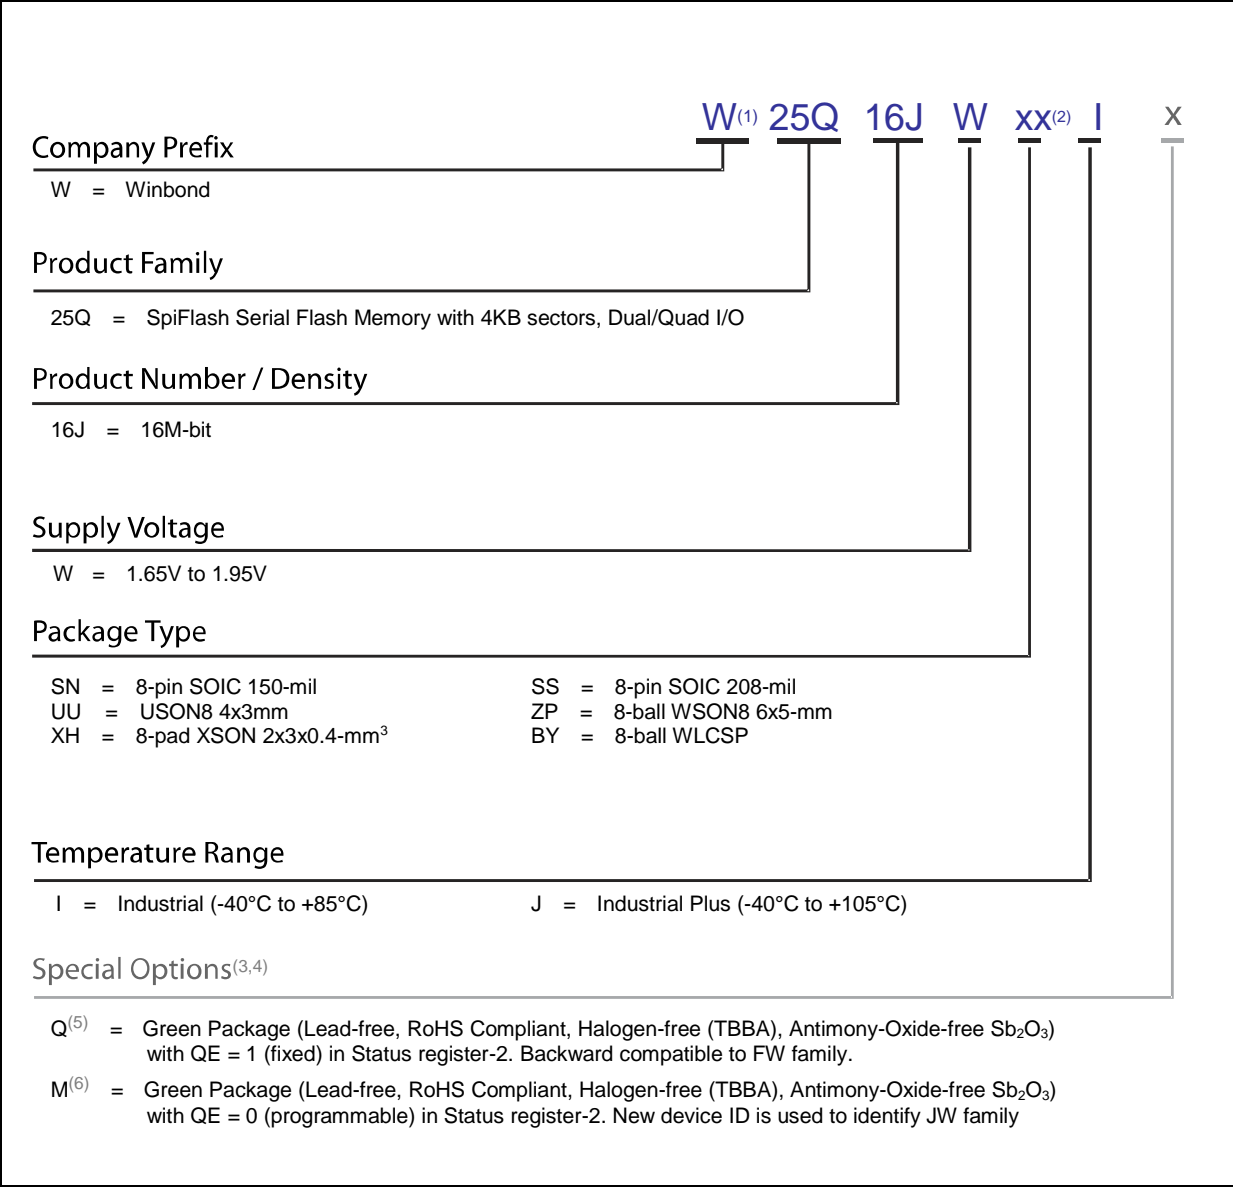 W(1) 25Q 16J W xx(2) I x
Company Prefix
W = Winbond
Product Family
25Q = SpiFlash Serial Flash Memory with 4KB sectors, Dual/Quad I/O
Product Number / Density
16J = 16M-bit
Supply Voltage
W = 1.65V to 1.95V
Package Type
SN = 8-pin SOIC 150-mil SS = 8-pin SOIC 208-mil
UU = USON8 4x3mm ZP = 8-ball WSON8 6x5-mm
XH = 8-pad XSON 2x3x0.4-mm³ BY = 8-ball WLCSP
Temperature Range
I = Industrial (-40°C to +85°C) J = Industrial Plus (-40°C to +105°C)
Special Options(3,4)
Q(5) = Green Package (Lead-free, RoHS Compliant, Halogen-free (TBBA), Antimony-Oxide-free Sb₂O₃)
with QE = 1 (fixed) in Status register-2. Backward compatible to FW family.
M(6) = Green Package (Lead-free, RoHS Compliant, Halogen-free (TBBA), Antimony-Oxide-free Sb₂O₃)
with QE = 0 (programmable) in Status register-2. New device ID is used to identify JW family